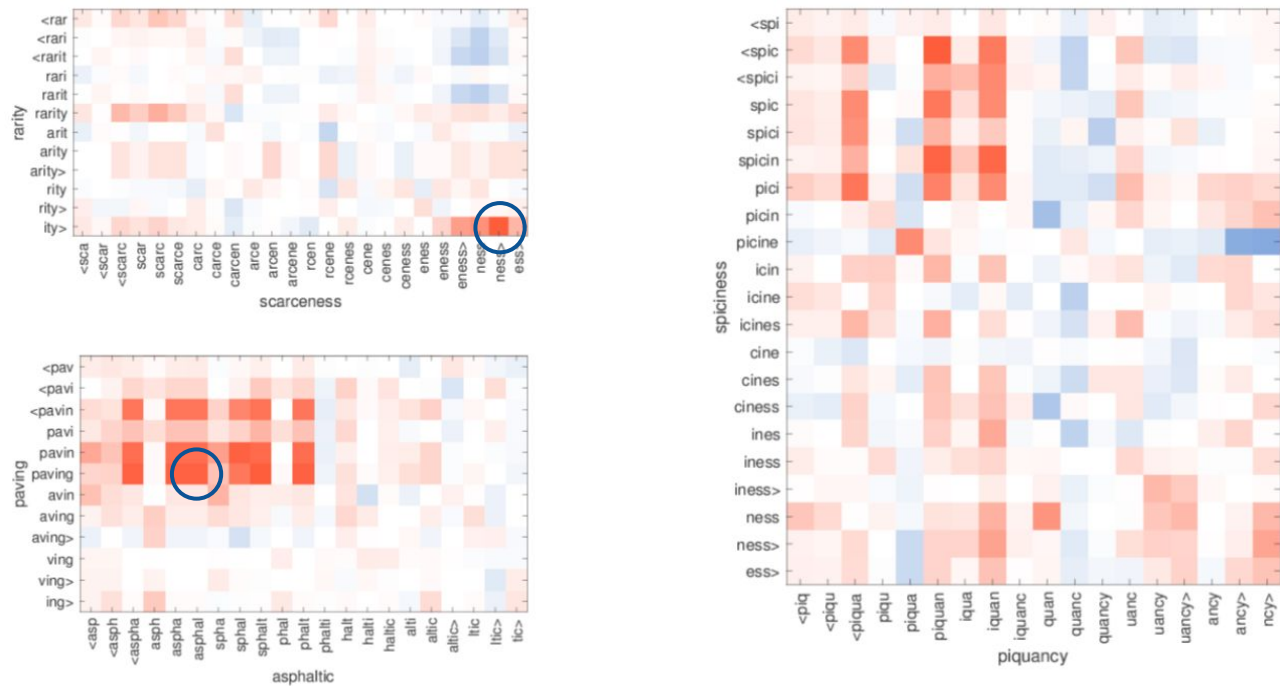 <rar
<rari
<rarit
rari
rarit
rarity
arit
arity
arity>
rity
rity>
ity>
rarity
<sca
<scar
<scarc
scar
scarc
scarce
carc
carce
carcen
arce
arcen
arcene
rcen
rcene
rcenes
cene
cenes
ceness
enes
eness
eness>
ness
ness>
ess>
scarceness
<pav
<pavi
<pavin
pavi
pavin
paving
avin
aving
aving>
ving
ving>
ing>
paving
<asp
<asph
<aspha
asph
aspha
asphal
spha
sphal
sphalt
phal
phalt
phalti
halt
halti
haltic
alti
altic
altic>
ltic
ltic>
tic>
asphaltic
<spi
<spic
<spici
spic
spici
spicin
pici
picin
picine
icin
icine
icines
cine
cines
ciness
ines
iness
iness>
ness
ness>
ess>
spiciness
<piq
<piqu
<piqua
piqu
piqua
piquan
iqua
iquan
iquanc
quan
quanc
quancy
uanc
uancy
uancy>
ancy
ancy>
ncy>
piquancy